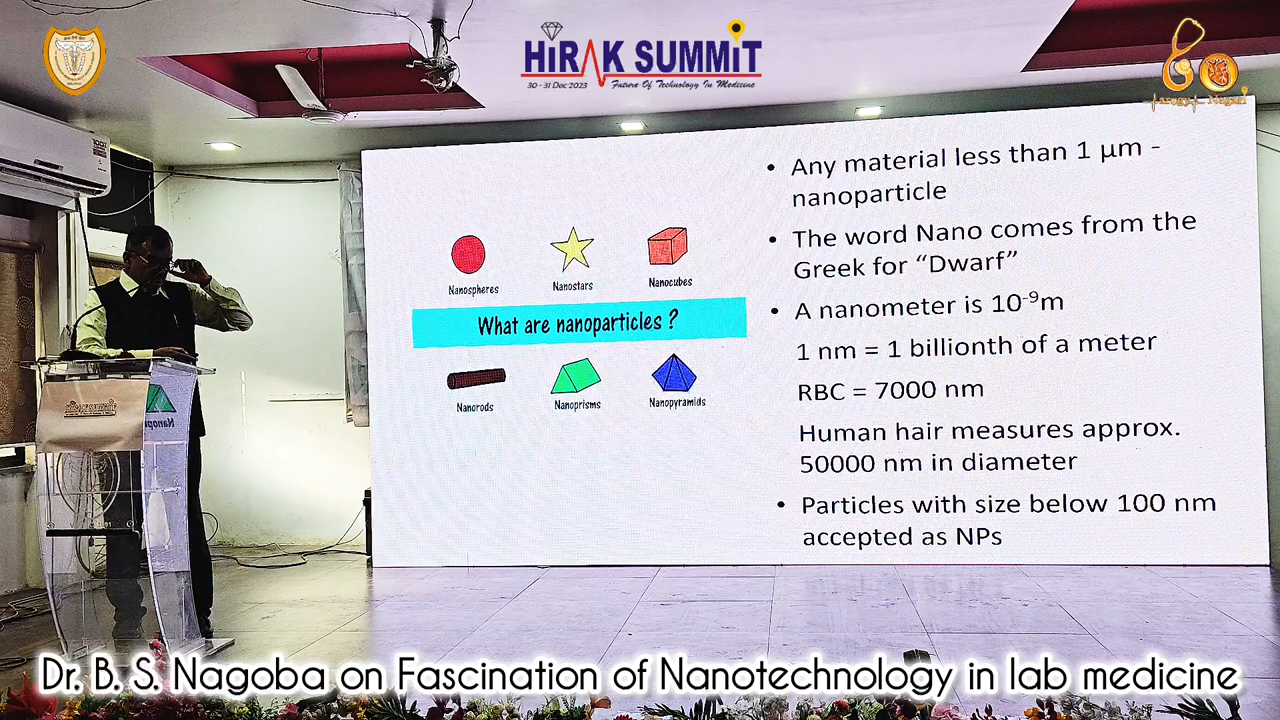 HiRAK SUMMiT
30 - 31 Dec 2023 Future Of Technology In Medicine
Nanospheres
Nanostars
Nanocubes
What are nanoparticles ?
Nanorods
Nanoprisms
Nanopyramids
• Any material less than 1 µm -
nanoparticle
• The word Nano comes from the
Greek for “Dwarf”
• A nanometer is 10⁻⁹m
1 nm = 1 billionth of a meter
RBC = 7000 nm
Human hair measures approx.
50000 nm in diameter
• Particles with size below 100 nm
accepted as NPs
HiRAK SUMMiT
Dr. B. S. Nagoba on Fascination of Nanotechnology in lab medicine